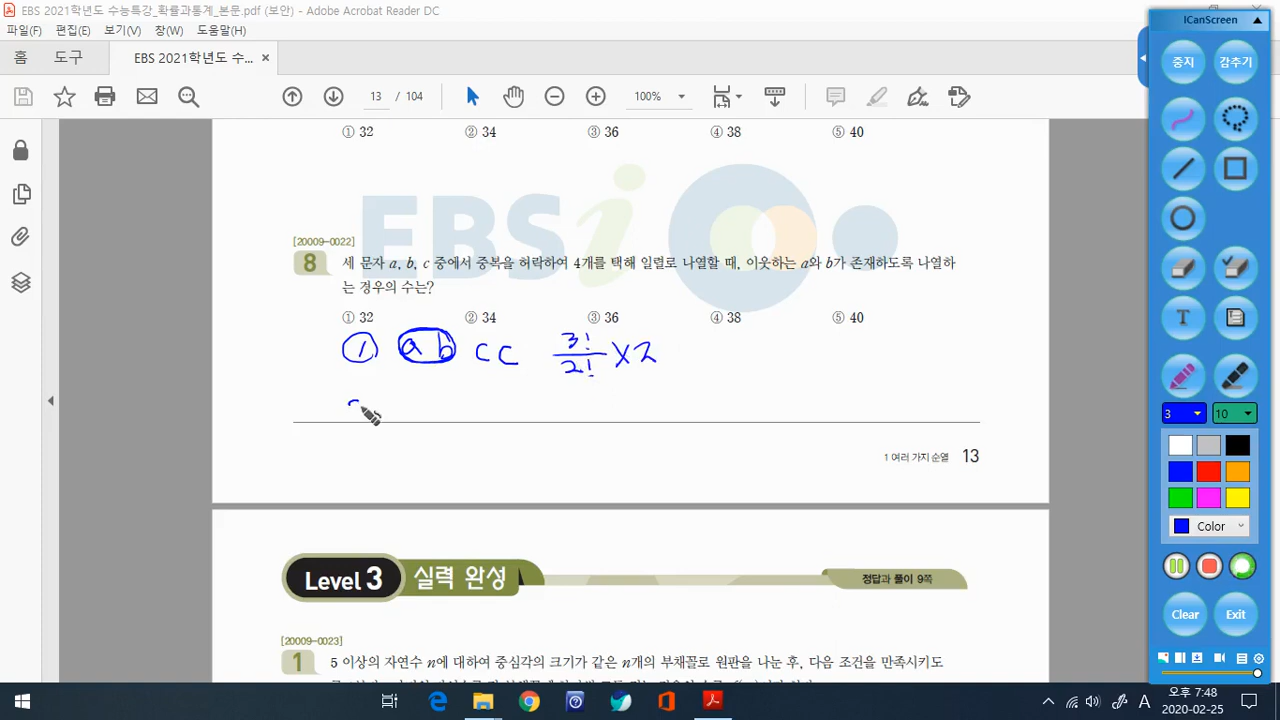 EBS 2021학년도 수능특강_확률과통계_본문.pdf (보안) - Adobe Acrobat Reader DC
파일(F) 편집(E) 보기(V) 창(W) 도움말(H)
홈 도구 EBS 2021학년도 수... ×
13 / 104 100%
① 32 ② 34 ③ 36 ④ 38 ⑤ 40
EBSi
[20009-0022]
8 세 문자 a, b, c 중에서 중복을 허락하여 4개를 택해 일렬로 나열할 때, 이웃하는 a와 b가 존재하도록 나열하
는 경우의 수는?
① 32 ② 34 ③ 36 ④ 38 ⑤ 40
① a b c c 3!/2! X2
1 여러 가지 순열 13
Level 3 실력 완성 정답과 풀이 9쪽
[20009-0023]
1 5 이상의 자연수 n에 대하여 중심각의 크기가 같은 n개의 부채꼴로 원판을 나눈 후, 다음 조건을 만족시키도
ICanScreen
중지 감추기
T
3 10
Color
Clear Exit
A 오후 7:48
2020-02-25